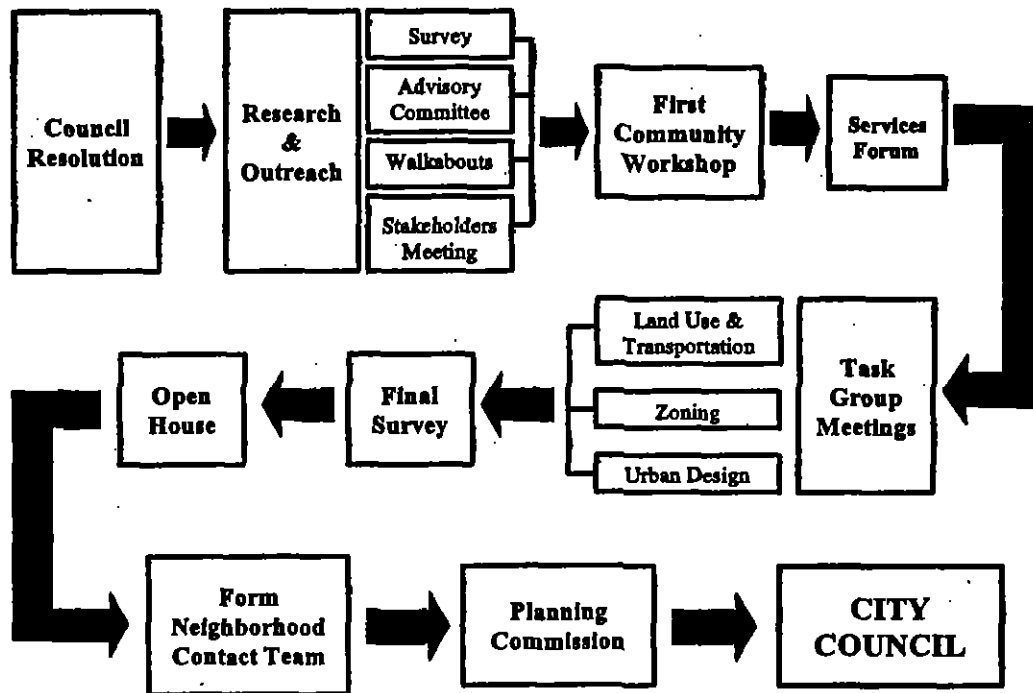 Council
Resolution
Research
&
Outreach
Survey
Advisory
Committee
Walkabouts
Stakeholders
Meeting
First
Community
Workshop
Services
Forum
Task
Group
Meetings
Land Use &
Transportation
Zoning
Urban Design
Final
Survey
Open
House
Form
Neighborhood
Contact Team
Planning
Commission
CITY
COUNCIL